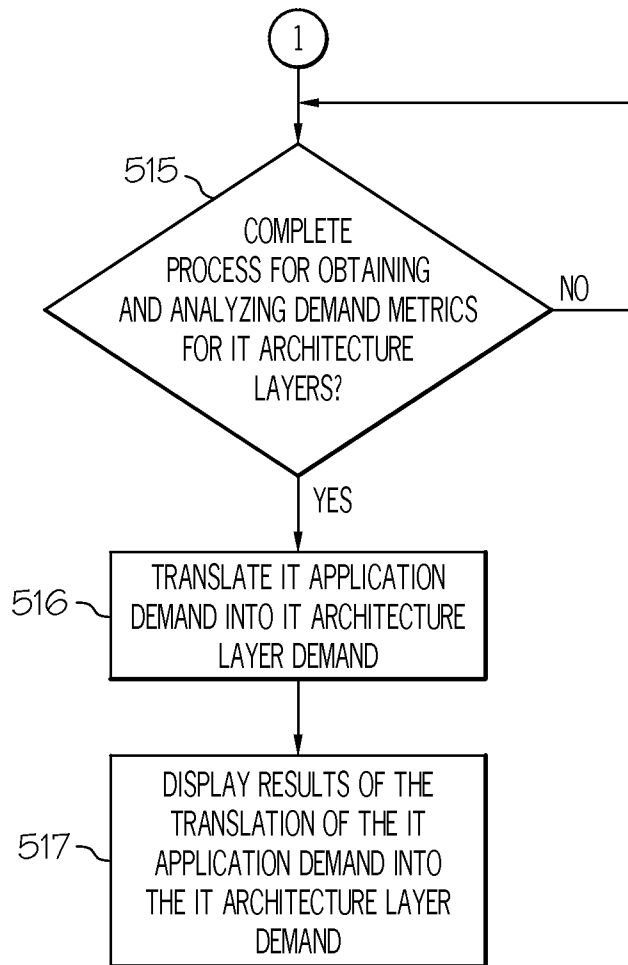 1
515
COMPLETE
PROCESS FOR OBTAINING
AND ANALYZING DEMAND METRICS
FOR IT ARCHITECTURE
LAYERS?
NO
YES
516
TRANSLATE IT APPLICATION
DEMAND INTO IT ARCHITECTURE
LAYER DEMAND
517
DISPLAY RESULTS OF THE
TRANSLATION OF THE IT
APPLICATION DEMAND INTO
THE IT ARCHITECTURE LAYER
DEMAND